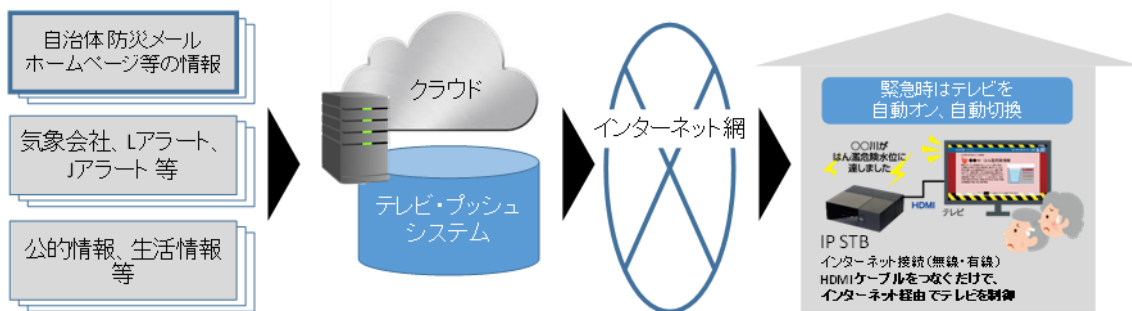 自治体防災メール
ホームページ等の情報
気象会社、Lアラート、
Jアラート 等
公的情報、生活情報
等
クラウド
テレビ・プッシュ
システム
インターネット網
緊急時はテレビを
自動オン、自動切換
〇〇川が
はん濫危険水位に
達しました
HDMI
テレビ
IP STB
インターネット接続(無線・有線)
HDMIケーブルをつなぐだけで、
インターネット経由でテレビを制御